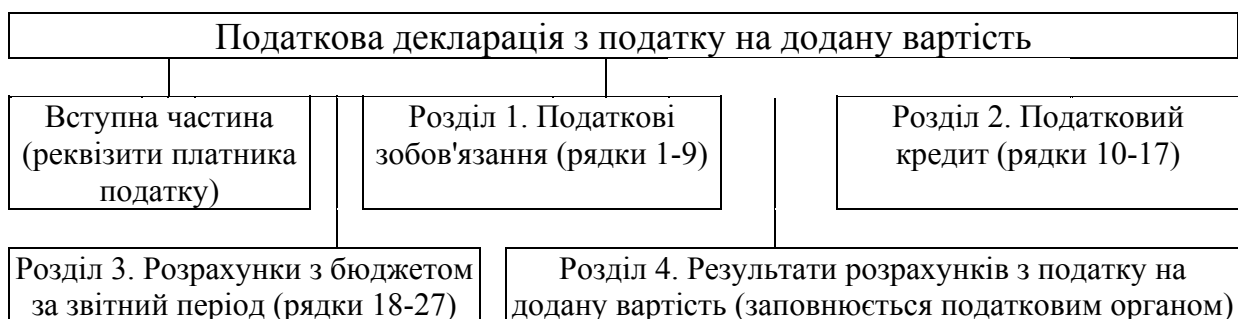 Податкова декларація з податку на додану вартість
Вступна частина
(реквізити платника
податку)
Розділ 1. Податкові
зобов'язання (рядки 1-9)
Розділ 2. Податковий
кредит (рядки 10-17)
Розділ 3. Розрахунки з бюджетом
за звітний період (рядки 18-27)
Розділ 4. Результати розрахунків з податку на
додану вартість (заповнюється податковим органом)